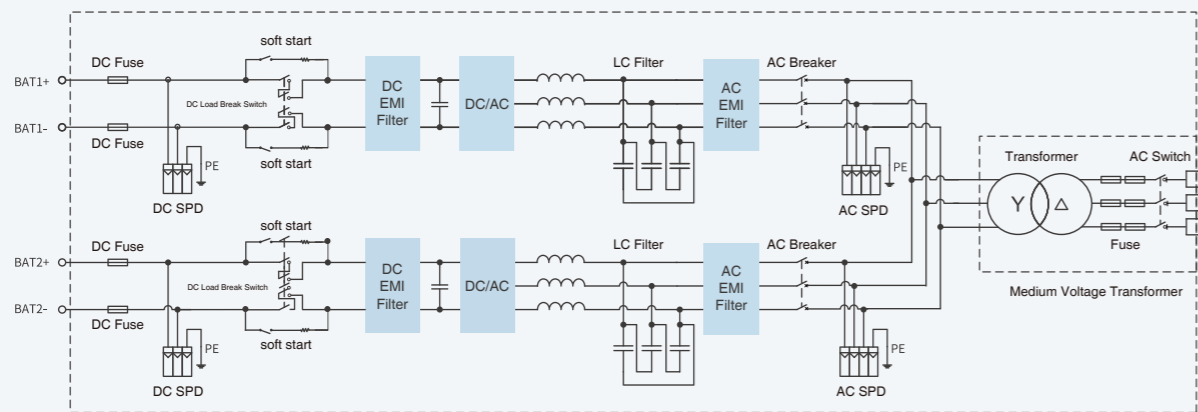 soft start
DC Fuse
LC Filter
AC Breaker
BAT1+
DC
EMI
Filter
DC/AC
AC
EMI
Filter
DC Load Break Switch
BAT1-
DC Fuse
soft start
PE
DC SPD
PE
AC SPD
Transformer
AC Switch
Y
Δ
Fuse
Medium Voltage Transformer
soft start
DC Fuse
LC Filter
AC Breaker
BAT2+
DC
EMI
Filter
DC/AC
AC
EMI
Filter
DC Load Break Switch
BAT2-
DC Fuse
soft start
PE
DC SPD
PE
AC SPD